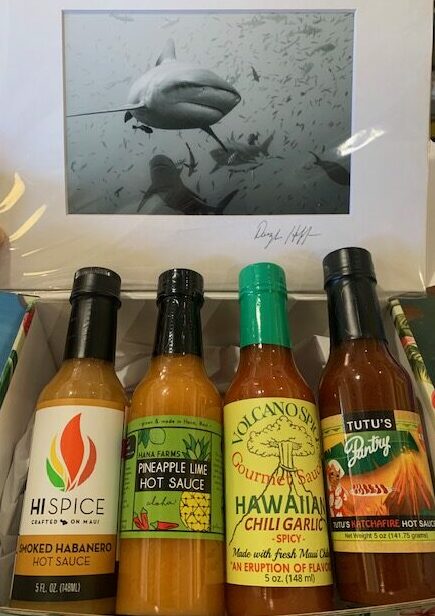 HI SPICE
CRAFTED ON MAUI
SMOKED HABANERO
HOT SAUCE
5 FL. OZ. (148ML)
grown & made in Hana, Maui
HANA FARMS
PINEAPPLE LIME
HOT SAUCE
aloha
VOLCANO SPICE
Gourmet Sauce
HAWAIIAN
CHILI GARLIC
- SPICY -
Made with fresh Maui
"AN ERUPTION OF FLAVOR
5 oz. (148 ml)
TUTU'S
Pantry
TUTU'S KATCHAFIRE HOT SAUCE
Net Weight 5 oz (141.75 grams)